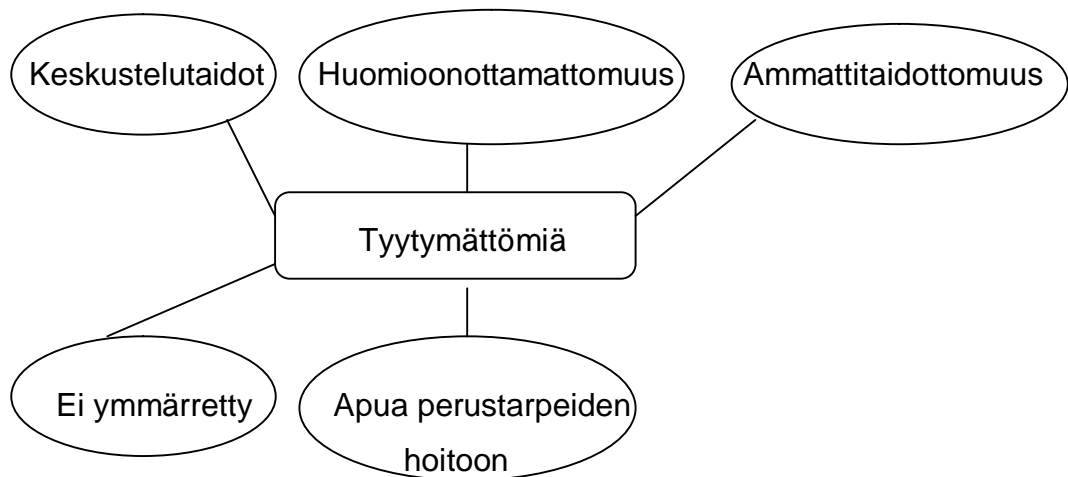 Keskustelutaidot
Huomioonottamattomuus
Ammattitaidottomuus
Tyytymättömiä
Ei ymmärretty
Apua perustarpeiden
hoitoon